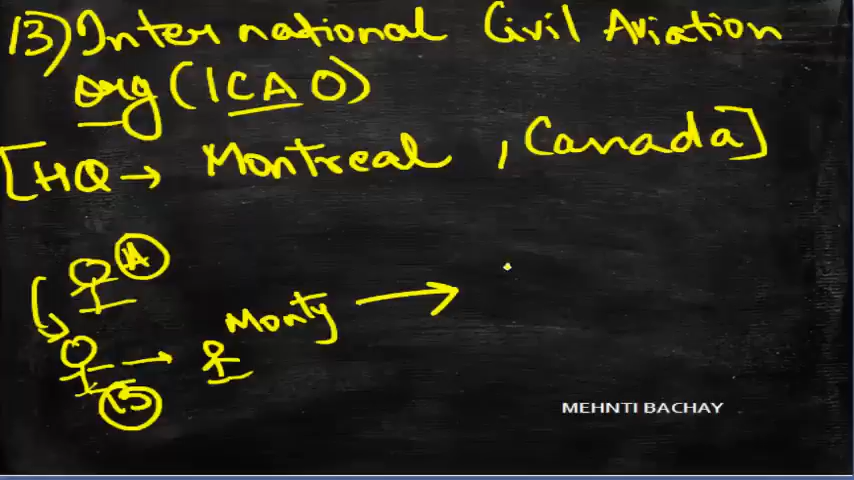 13) International Civil Aviation
org (ICAO)
[HQ → Montreal, Canada]
A
Monty →
B
MEHNTI BACHAY